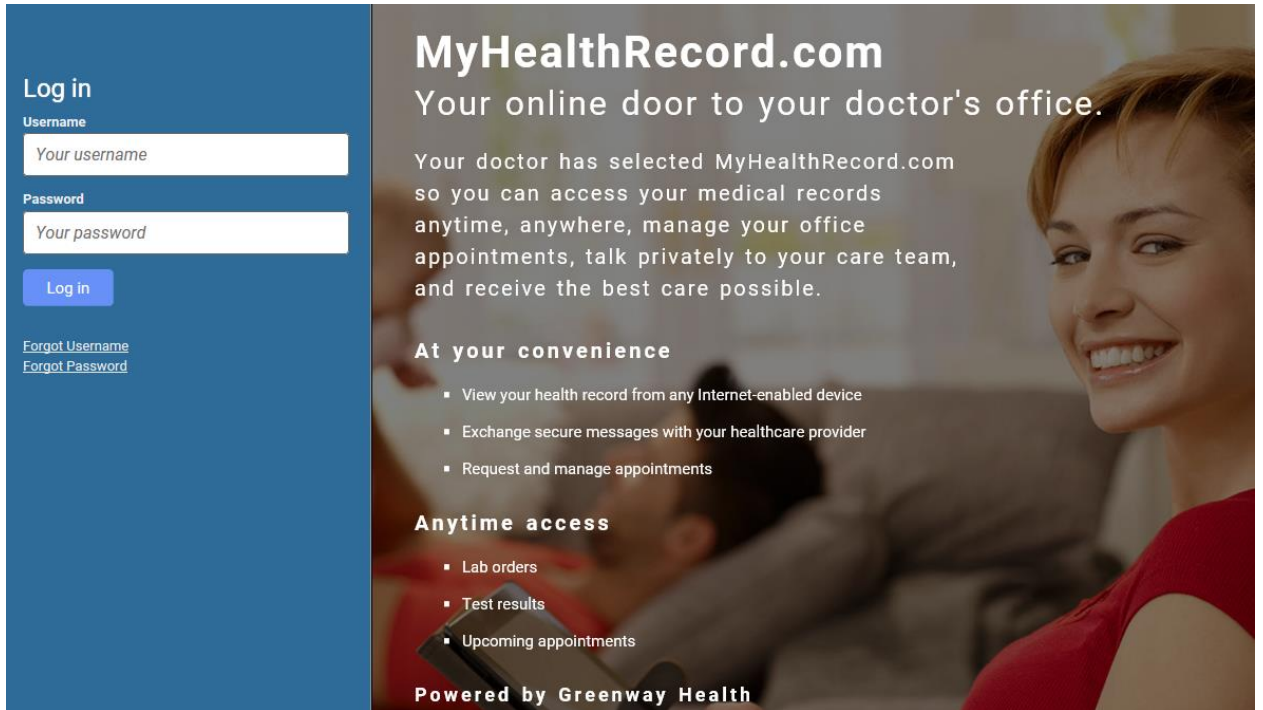 Log in
Username
Your username
Password
Your password
Log in
Forgot Username
Forgot Password
MyHealthRecord.com
Your online door to your doctor's office.
Your doctor has selected MyHealthRecord.com
so you can access your medical records
anytime, anywhere, manage your office
appointments, talk privately to your care team,
and receive the best care possible.
At your convenience
View your health record from any Internet-enabled device
Exchange secure messages with your healthcare provider
Request and manage appointments
Anytime access
Lab orders
Test results
Upcoming appointments
Powered by Greenway Health